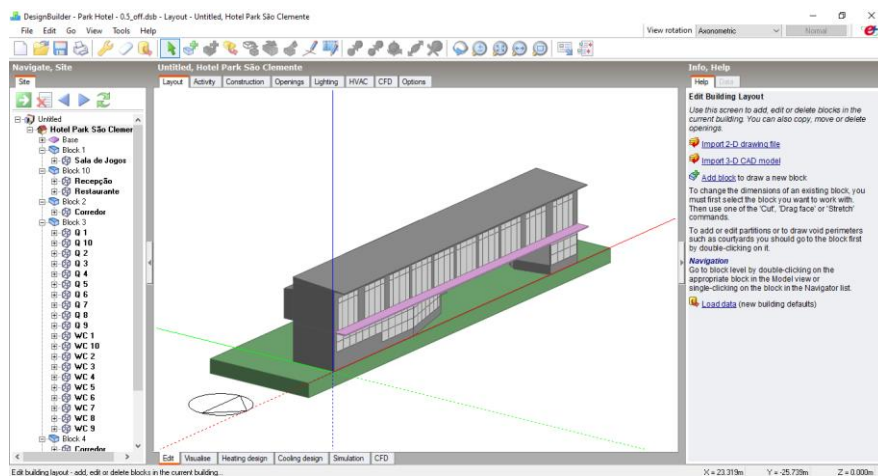 DesignBuilder - Park Hotel - 0.5_off.dsb - Layout - Untitled, Hotel Park São Clemente
File Edit Go View Tools Help
View rotation Axonometric Normal
Navigate, Site
Untitled, Hotel Park São Clemente
Info, Help
Site
Layout Activity Construction Openings Lighting HVAC CFD Options
Help Data
Untitled
Hotel Park São Clemer
Base
Block 1
Sala de Jogos
Block 10
Recepção
Restaurante
Block 2
Corredor
Block 3
Q 1
Q 10
Q 2
Q 3
Q 4
Q 5
Q 6
Q 7
Q 8
Q 9
WC 1
WC 10
WC 2
WC 3
WC 4
WC 5
WC 6
WC 7
WC 8
WC 9
Block 4
Corredor
Edit Building Layout
Use this screen to add, edit or delete blocks in the
current building. You can also copy, move or delete
openings.
Import 2-D drawing file
Import 3-D CAD model
Add block to draw a new block
To change the dimensions of an existing block, you
must first select the block you want to work with.
Then use one of the 'Cut', 'Drag face' or 'Stretch'
commands.
To add or edit partitions or to draw void perimeters
such as courtyards you should go to the block first
by double-clicking on it.
Navigation
Go to block level by double-clicking on the
appropriate block in the Model view or
single-clicking on the block in the Navigator list.
Load data (new building defaults)
Edit Visualise Heating design Cooling design Simulation CFD
Edit building layout - add, edit or delete blocks in the current building...
X = 23.319m Y = -25.739m Z = 0.000m